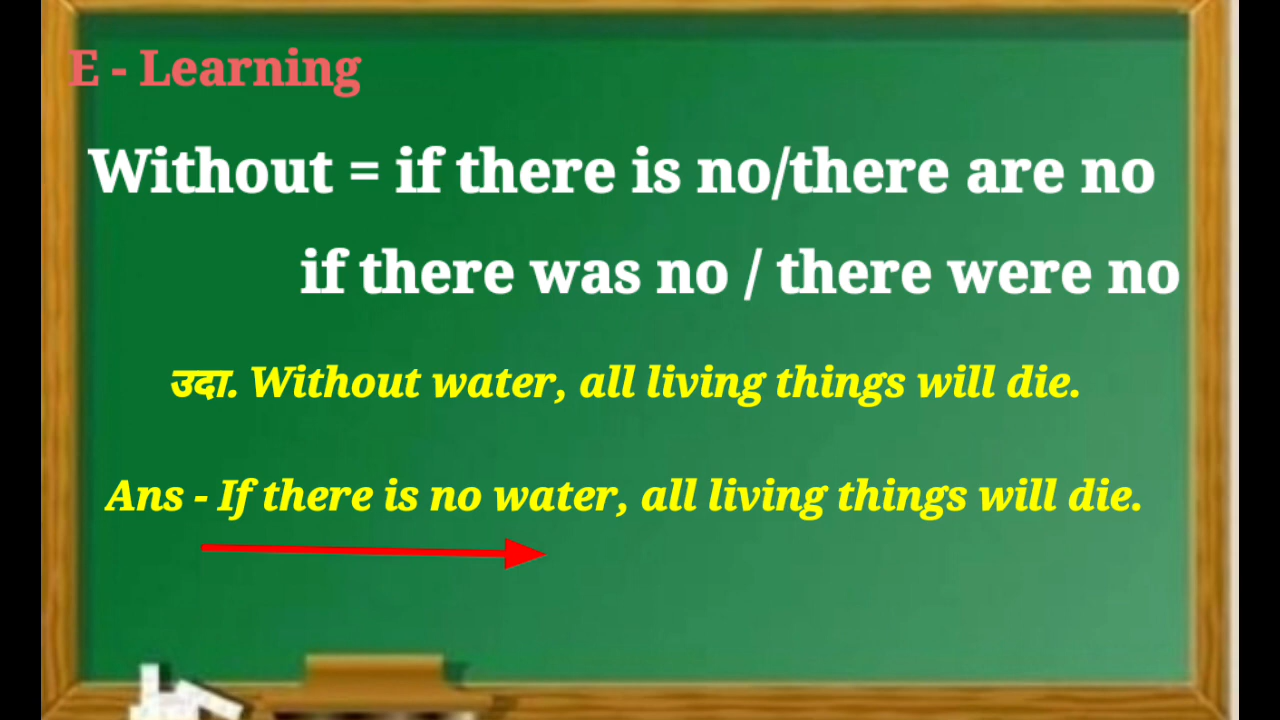 E - Learning
Without = if there is no/there are no
if there was no / there were no
उदा. Without water, all living things will die.
Ans - If there is no water, all living things will die.